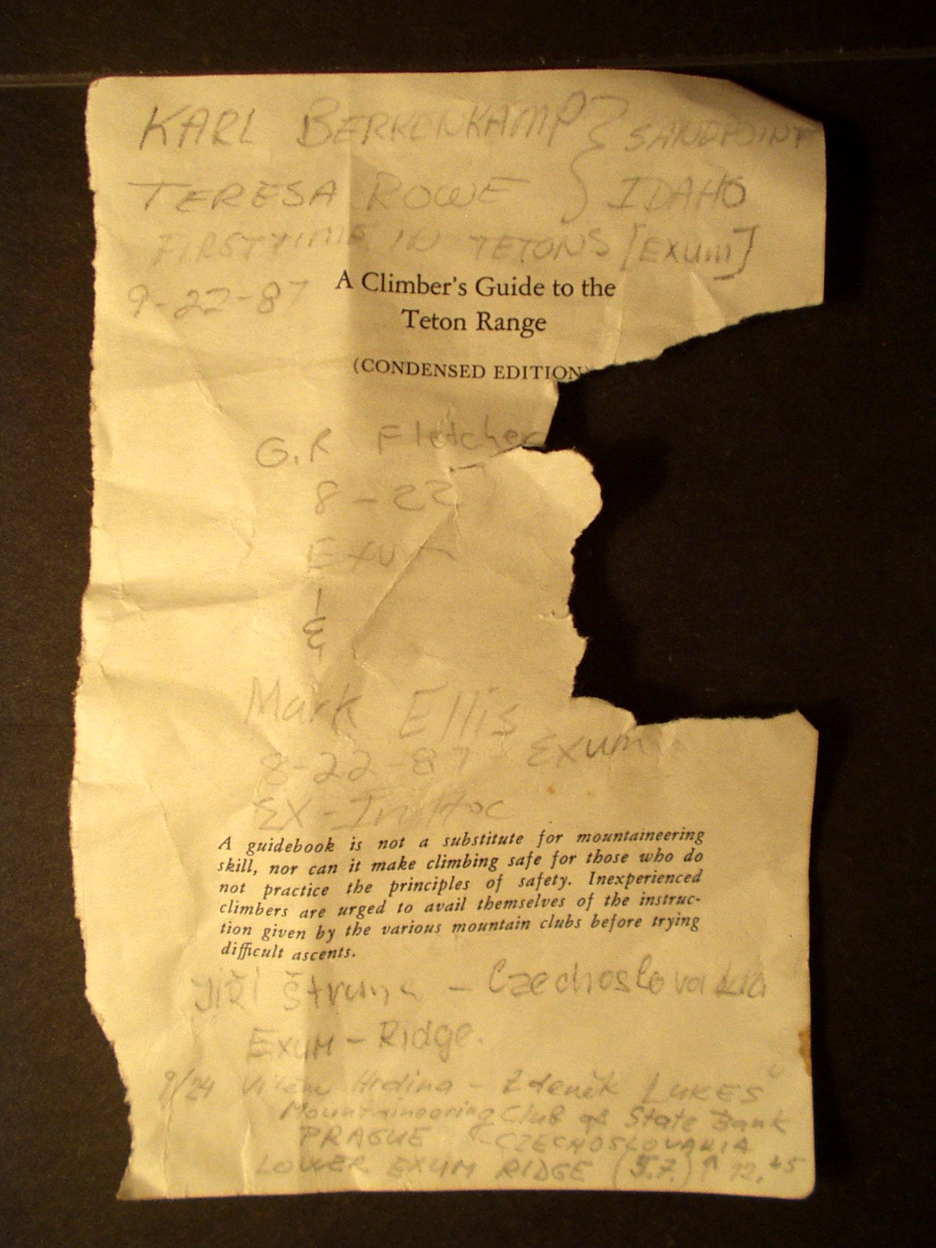 KARL BERKENKAMP } SANDPOINT
TERESA ROWE } IDAHO
FIRST TIME IN TETONS [EXUM]
9-22-87
A Climber's Guide to the
Teton Range
(CONDENSED EDITION)
G.R Fletcher
8-22
Exum
&
Mark Ellis
8-22-87 - Exum
EX-
A guidebook is not a substitute for mountaineering
skill, nor can it make climbing safe for those who do
not practice the principles of safety. Inexperienced
climbers are urged to avail themselves of the instruc-
tion given by the various mountain clubs before trying
difficult ascents.
JIŘÍ - Czechoslovakia
EXUM - Ridge.
9/24 Vilém Hrdina - Zdeněk LUKEŠ
Mountaineering Club of State Bank
PRAGUE - CZECHOSLOVAKIA
LOWER EXUM RIDGE (5.7) ↑ 12.45